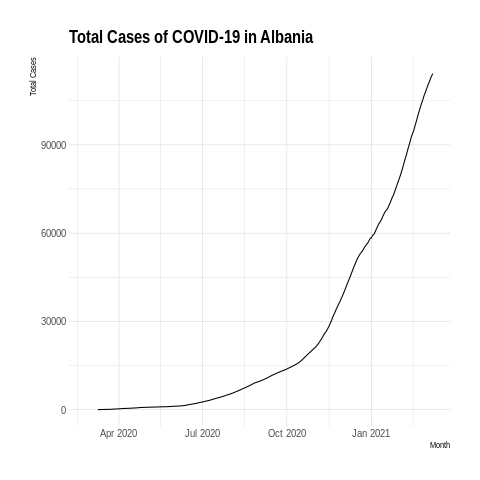 Total Cases of COVID-19 in Albania
Total Cases
90000
60000
30000
0
Apr 2020 Jul 2020 Oct 2020 Jan 2021
Month